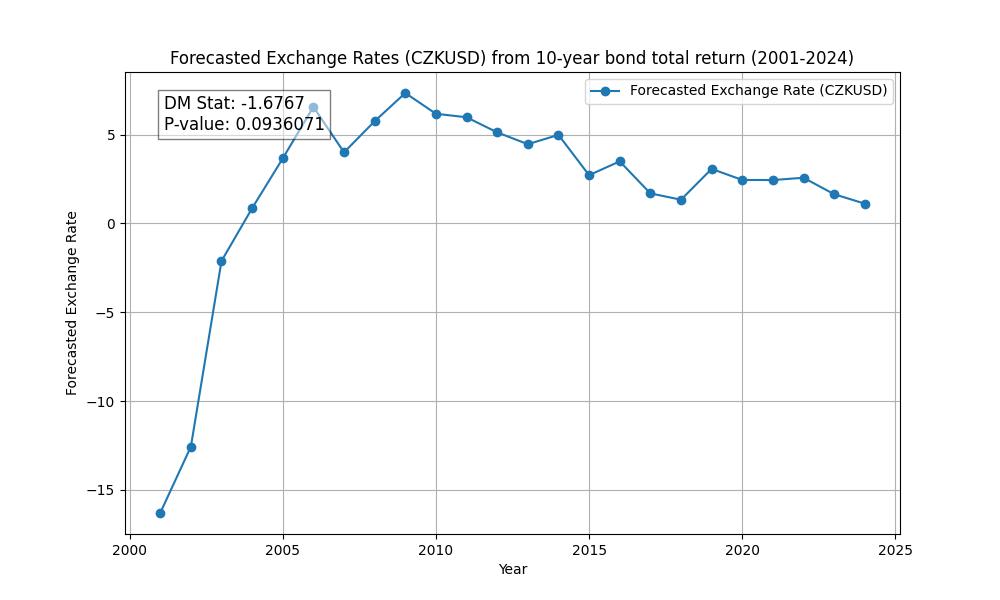 Forecasted Exchange Rates (CZKUSD) from 10-year bond total return (2001-2024)
DM Stat: -1.6767
P-value: 0.0936071
Forecasted Exchange Rate (CZKUSD)
Forecasted Exchange Rate
5
0
−5
−10
−15
2000 2005 2010 2015 2020 2025
Year